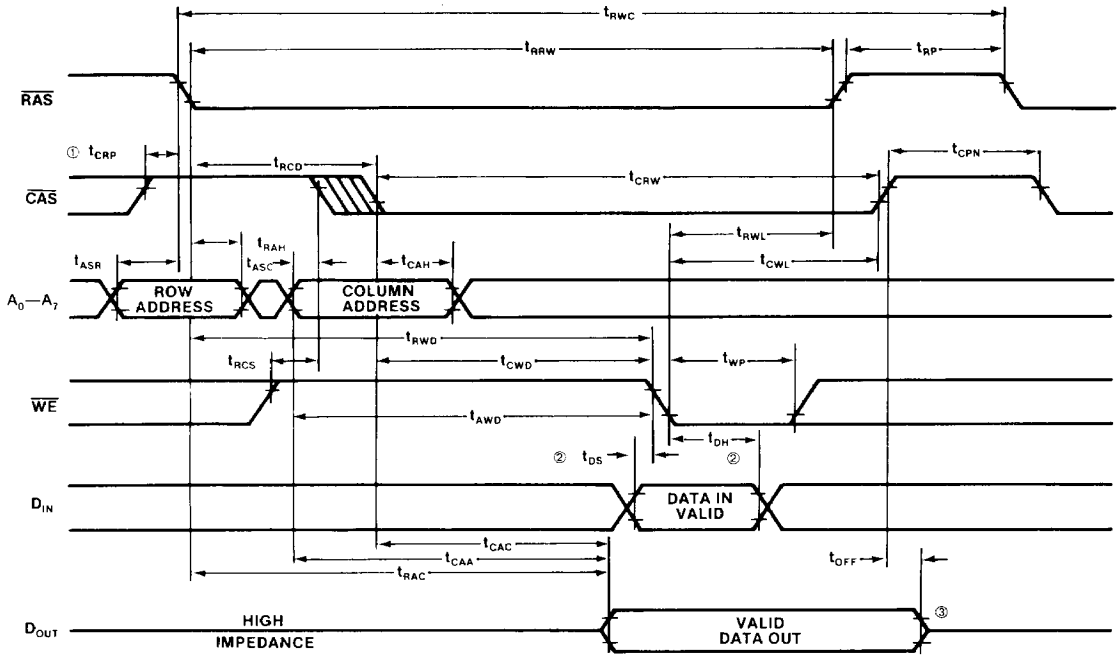 tRWC
tRRW
tRP
RAS
① tCRP
tRCD
tCPN
tCRW
CAS
tRWL
tRAH
tASR
tASC
tCAH
tCWL
A0—A7
ROW
ADDRESS
COLUMN
ADDRESS
tRWD
tRCS
tCWD
tWP
WE
tAWD
tDH
② tDS
②
DIN
DATA IN
VALID
tCAC
tCAA
tOFF
tRAC
③
DOUT
HIGH
IMPEDANCE
VALID
DATA OUT